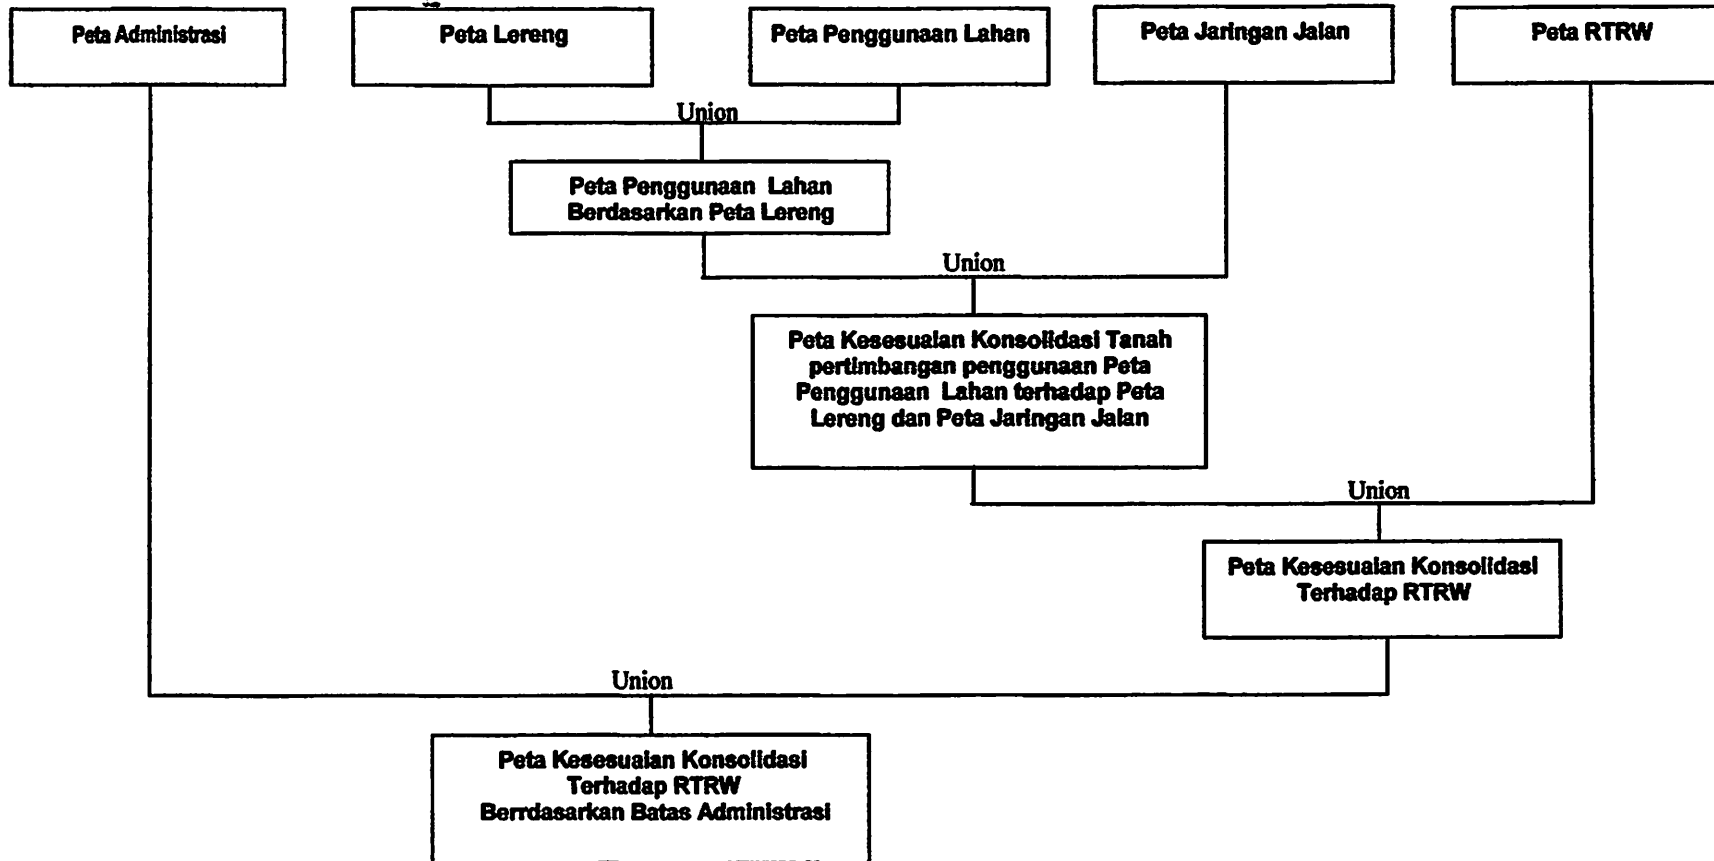 Peta Administrasi
Peta Lereng
Peta Penggunaan Lahan
Peta Jaringan Jalan
Peta RTRW
Union
Peta Penggunaan Lahan
Berdasarkan Peta Lereng
Union
Peta Kesesuaian Konsolidasi Tanah
pertimbangan penggunaan Peta
Penggunaan Lahan terhadap Peta
Lereng dan Peta Jaringan Jalan
Union
Peta Kesesuaian Konsolidasi
Terhadap RTRW
Union
Peta Kesesuaian Konsolidasi
Terhadap RTRW
Berrdasarkan Batas Administrasi